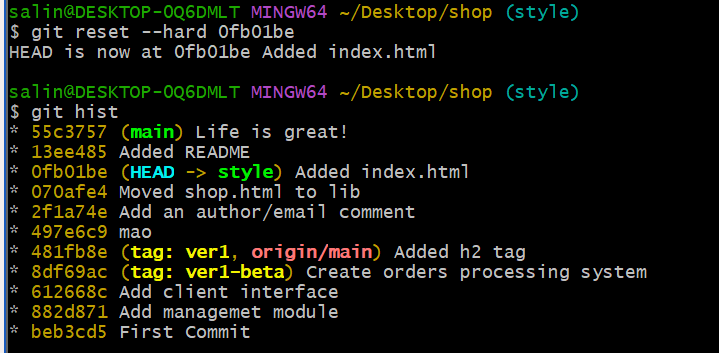 salin@DESKTOP-OQ6DMLT MINGW64 ~/Desktop/shop (style)
$ git reset --hard 0fb01be
HEAD is now at 0fb01be Added index.html
salin@DESKTOP-OQ6DMLT MINGW64 ~/Desktop/shop (style)
$ git hist
* 55c3757 (main) Life is great!
* 13ee485 Added README
* 0fb01be (HEAD -> style) Added index.html
* 070afe4 Moved shop.html to lib
* 2f1a74e Add an author/email comment
* 497e6c9 mao
* 481fb8e (tag: ver1, origin/main) Added h2 tag
* 8df69ac (tag: ver1-beta) Create orders processing system
* 612668c Add client interface
* 882d871 Add managemet module
* beb3cd5 First Commit